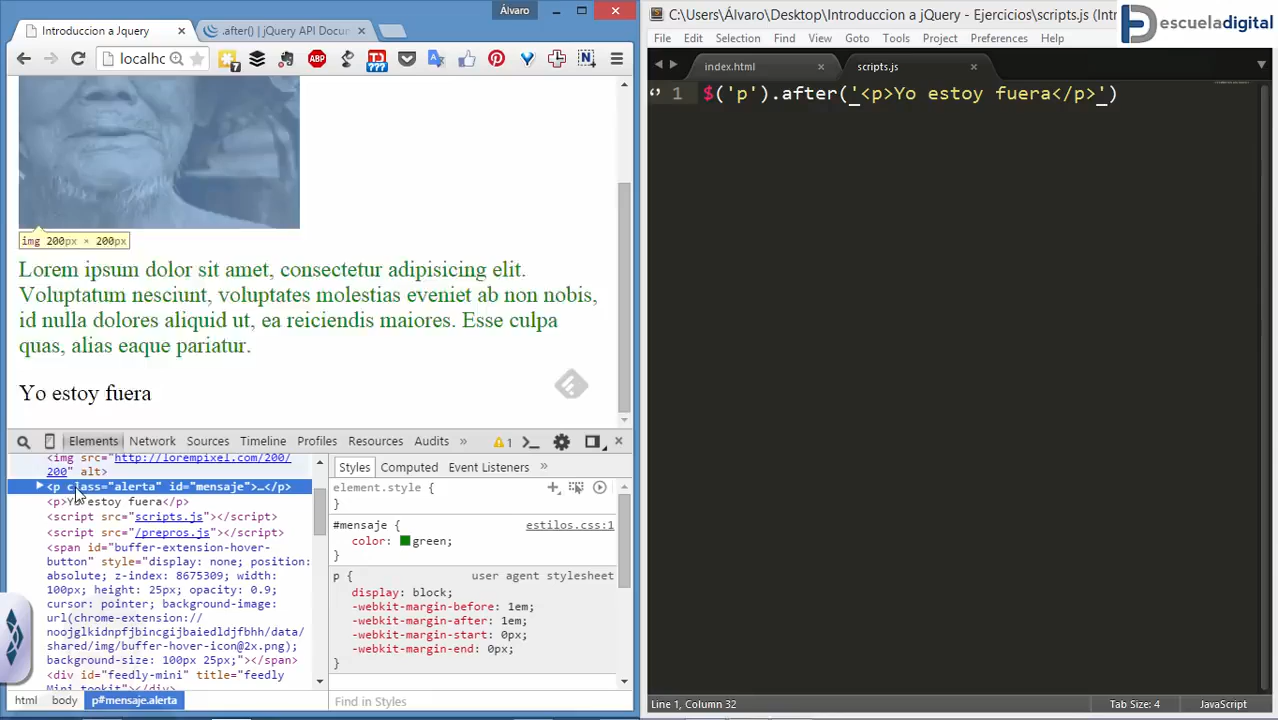 Álvaro
Introduccion a Jquery
.after() | jQuery API Docu
localhc
7
ABP
???
img 200px × 200px
Lorem ipsum dolor sit amet, consectetur adipisicing elit.
Voluptatum nesciunt, voluptates molestias eveniet ab non nobis,
id nulla dolores aliquid ut, ea reiciendis maiores. Esse culpa
quas, alias eaque pariatur.
Yo estoy fuera
Elements Network Sources Timeline Profiles Resources Audits » 1
<img src="http://lorempixel.com/200/
200" alt>
<p class="alerta" id="mensaje">…</p>
<p>Yo estoy fuera</p>
<script src="scripts.js"></script>
<script src="/prepros.js"></script>
<span id="buffer-extension-hover-
button" style="display: none; position:
absolute; z-index: 8675309; width:
100px; height: 25px; opacity: 0.9;
cursor: pointer; background-image:
url(chrome-extension://
noojglkidnpfjbincgijbaiedldjfbhh/data/
shared/img/buffer-hover-icon@2x.png);
background-size: 100px 25px;"></span>
<div id="feedly-mini" title="feedly
Mini tookit"></div>
html body p#mensaje.alerta
Styles Computed Event Listeners »
element.style {
}
#mensaje { estilos.css:1
color: green;
}
p { user agent stylesheet
display: block;
-webkit-margin-before: 1em;
-webkit-margin-after: 1em;
-webkit-margin-start: 0px;
-webkit-margin-end: 0px;
}
Find in Styles
C:\Users\Álvaro\Desktop\Introduccion a jQuery - Ejercicios\scripts.js (Intr
escueladigital
File Edit Selection Find View Goto Tools Project Preferences
index.html scripts.js
1 $('p').after('<p>Yo estoy fuera</p>')
Line 1, Column 32 Tab Size: 4 JavaScript